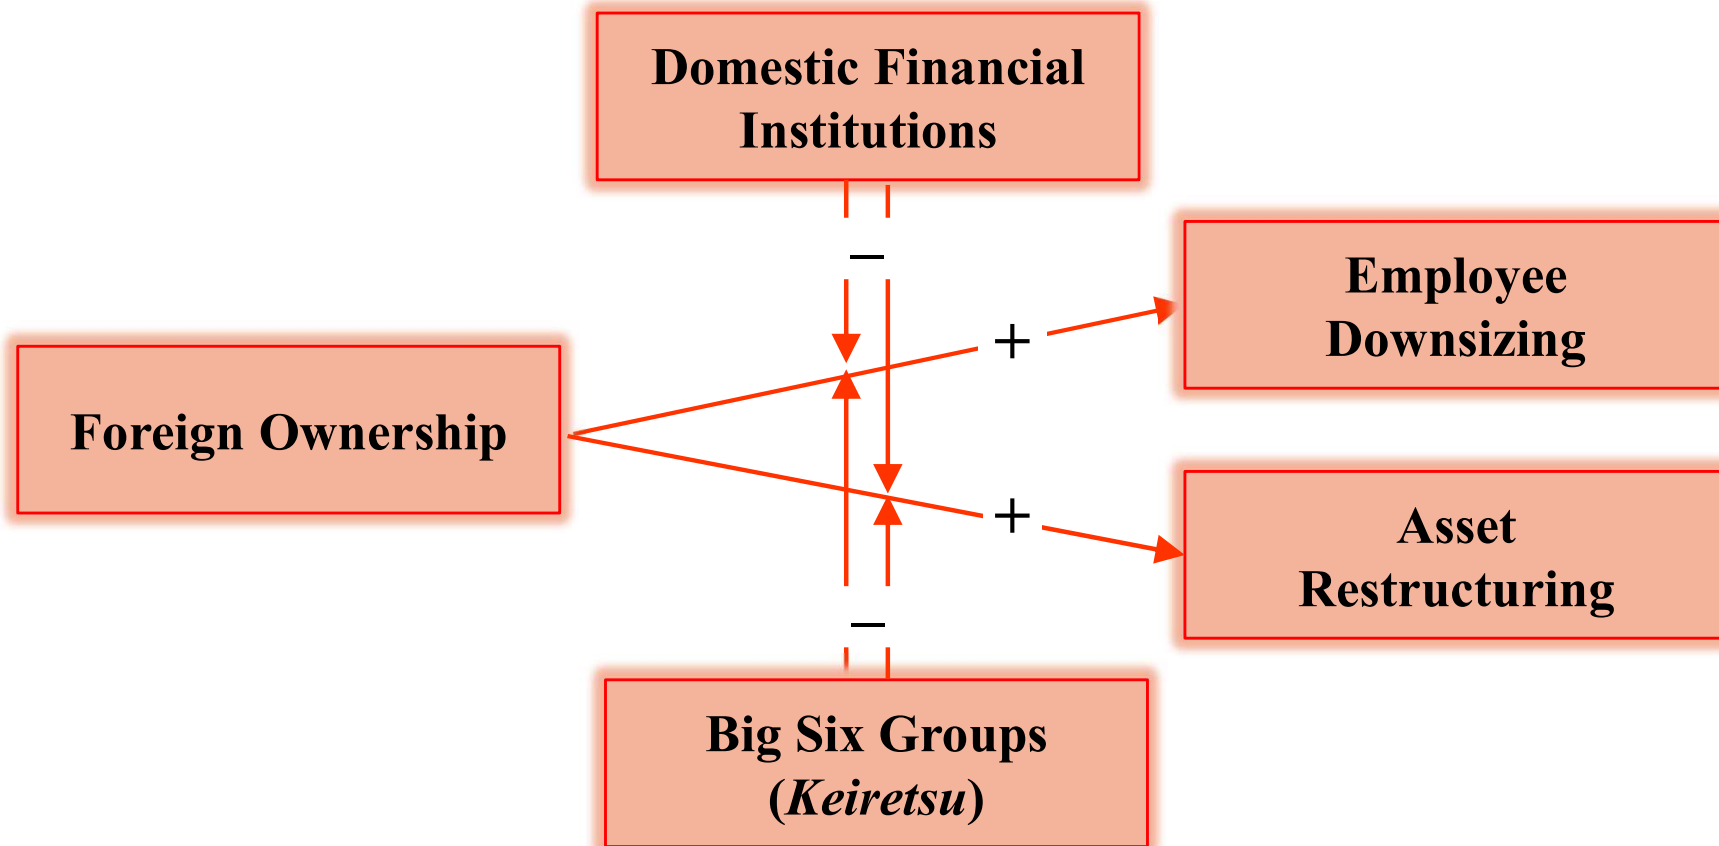 Domestic Financial
Institutions
–
Employee
Downsizing
+
Foreign Ownership
+
Asset
Restructuring
–
Big Six Groups
(Keiretsu)